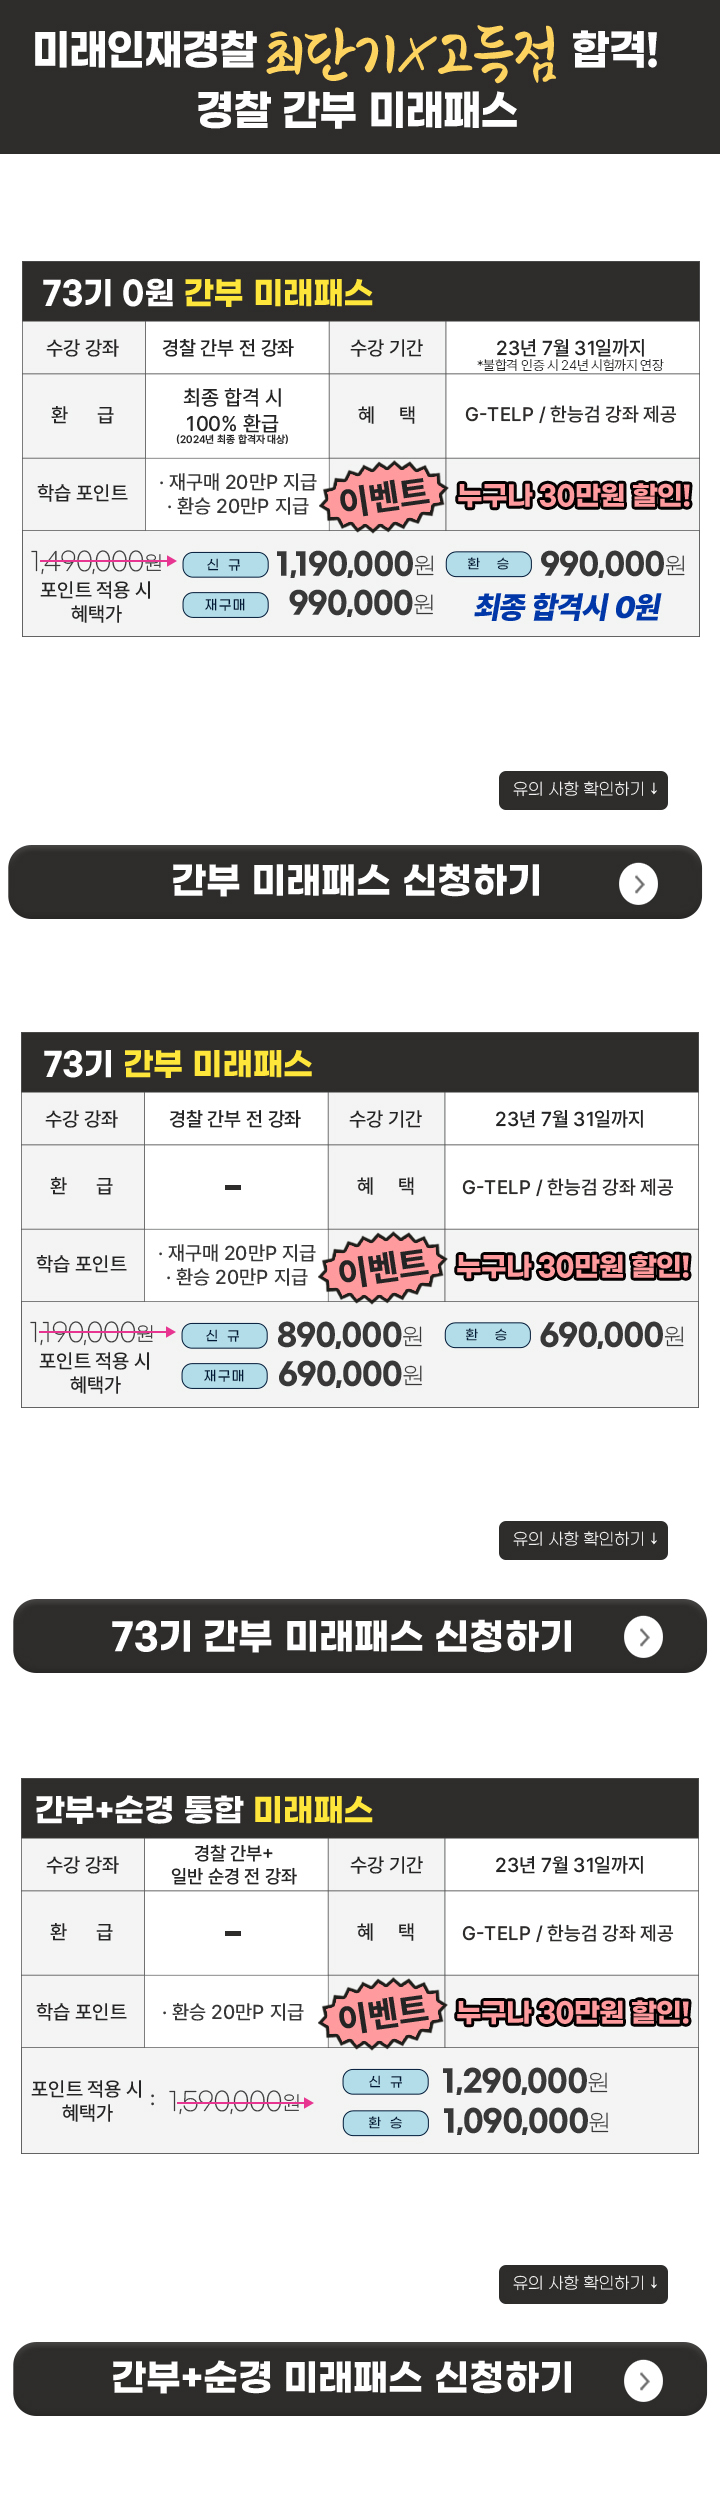 미래인재경찰 최단기X고득점 합격!
경찰 간부 미래패스
73기 0원 간부 미래패스
수강 강좌
경찰 간부 전 강좌
수강 기간
23년 7월 31일까지
*불합격 인증 시 24년 시험까지 연장
환 급
최종 합격 시
100% 환급
(2024년 최종 합격자 대상)
혜 택
G-TELP / 한능검 강좌 제공
학습 포인트
· 재구매 20만P 지급
· 환승 20만P 지급
이벤트
누구나 30만원 할인!
1,490,000원
포인트 적용 시
혜택가
신 규
1,190,000원
환 승
990,000원
재구매
990,000원
최종 합격시 0원
유의 사항 확인하기 ↓
간부 미래패스 신청하기
73기 간부 미래패스
수강 강좌
경찰 간부 전 강좌
수강 기간
23년 7월 31일까지
환 급
-
혜 택
G-TELP / 한능검 강좌 제공
학습 포인트
· 재구매 20만P 지급
· 환승 20만P 지급
이벤트
누구나 30만원 할인!
1,190,000원
포인트 적용 시
혜택가
신 규
890,000원
환 승
690,000원
재구매
690,000원
유의 사항 확인하기 ↓
73기 간부 미래패스 신청하기
간부+순경 통합 미래패스
수강 강좌
경찰 간부+
일반 순경 전 강좌
수강 기간
23년 7월 31일까지
환 급
-
혜 택
G-TELP / 한능검 강좌 제공
학습 포인트
· 환승 20만P 지급
이벤트
누구나 30만원 할인!
포인트 적용 시
혜택가
: 1,590,000원
신 규
1,290,000원
환 승
1,090,000원
유의 사항 확인하기 ↓
간부+순경 미래패스 신청하기